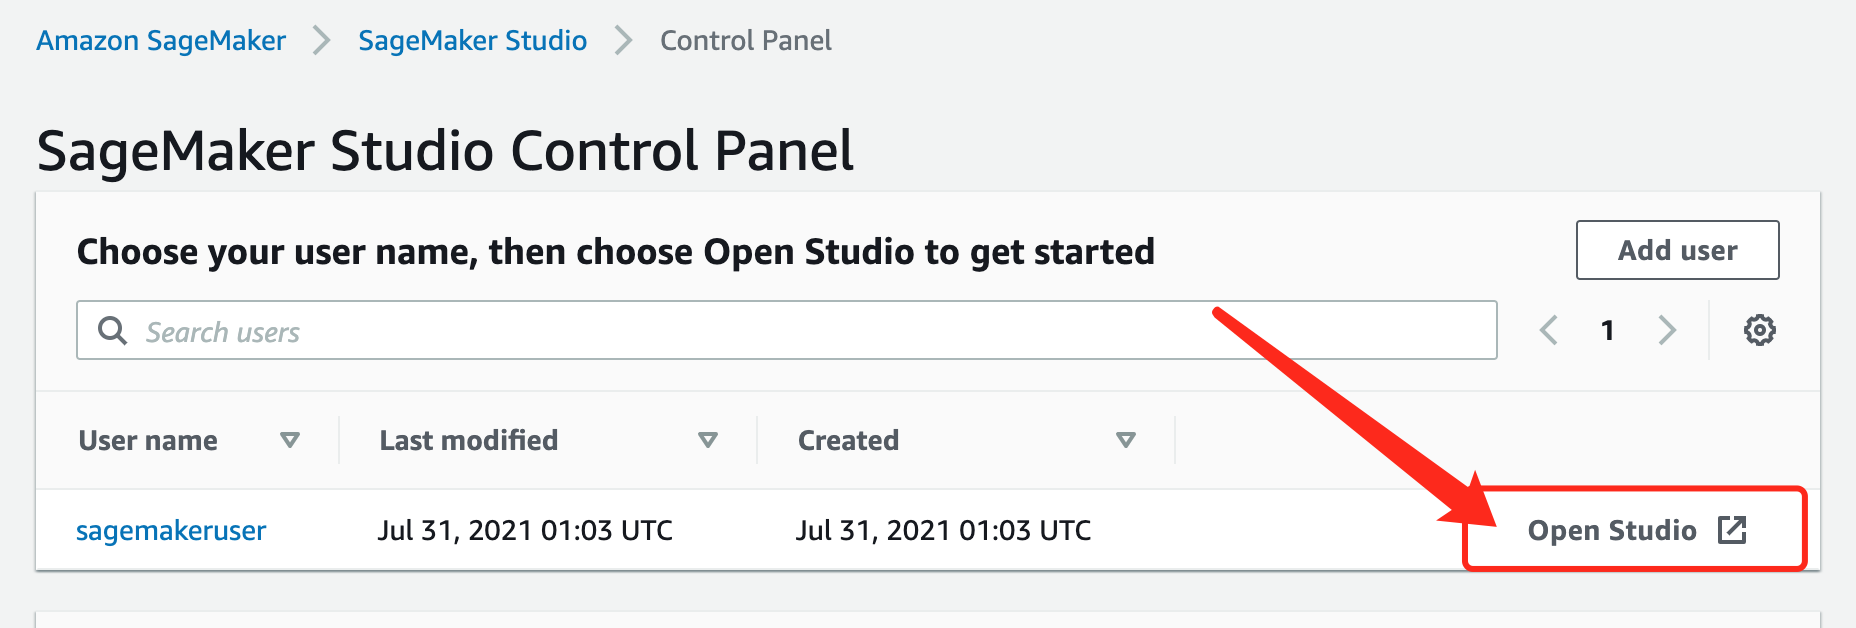 Amazon SageMaker SageMaker Studio Control Panel
SageMaker Studio Control Panel
Choose your user name, then choose Open Studio to get started
Add user
Search users
1
User name Last modified Created
sagemakeruser Jul 31, 2021 01:03 UTC Jul 31, 2021 01:03 UTC Open Studio